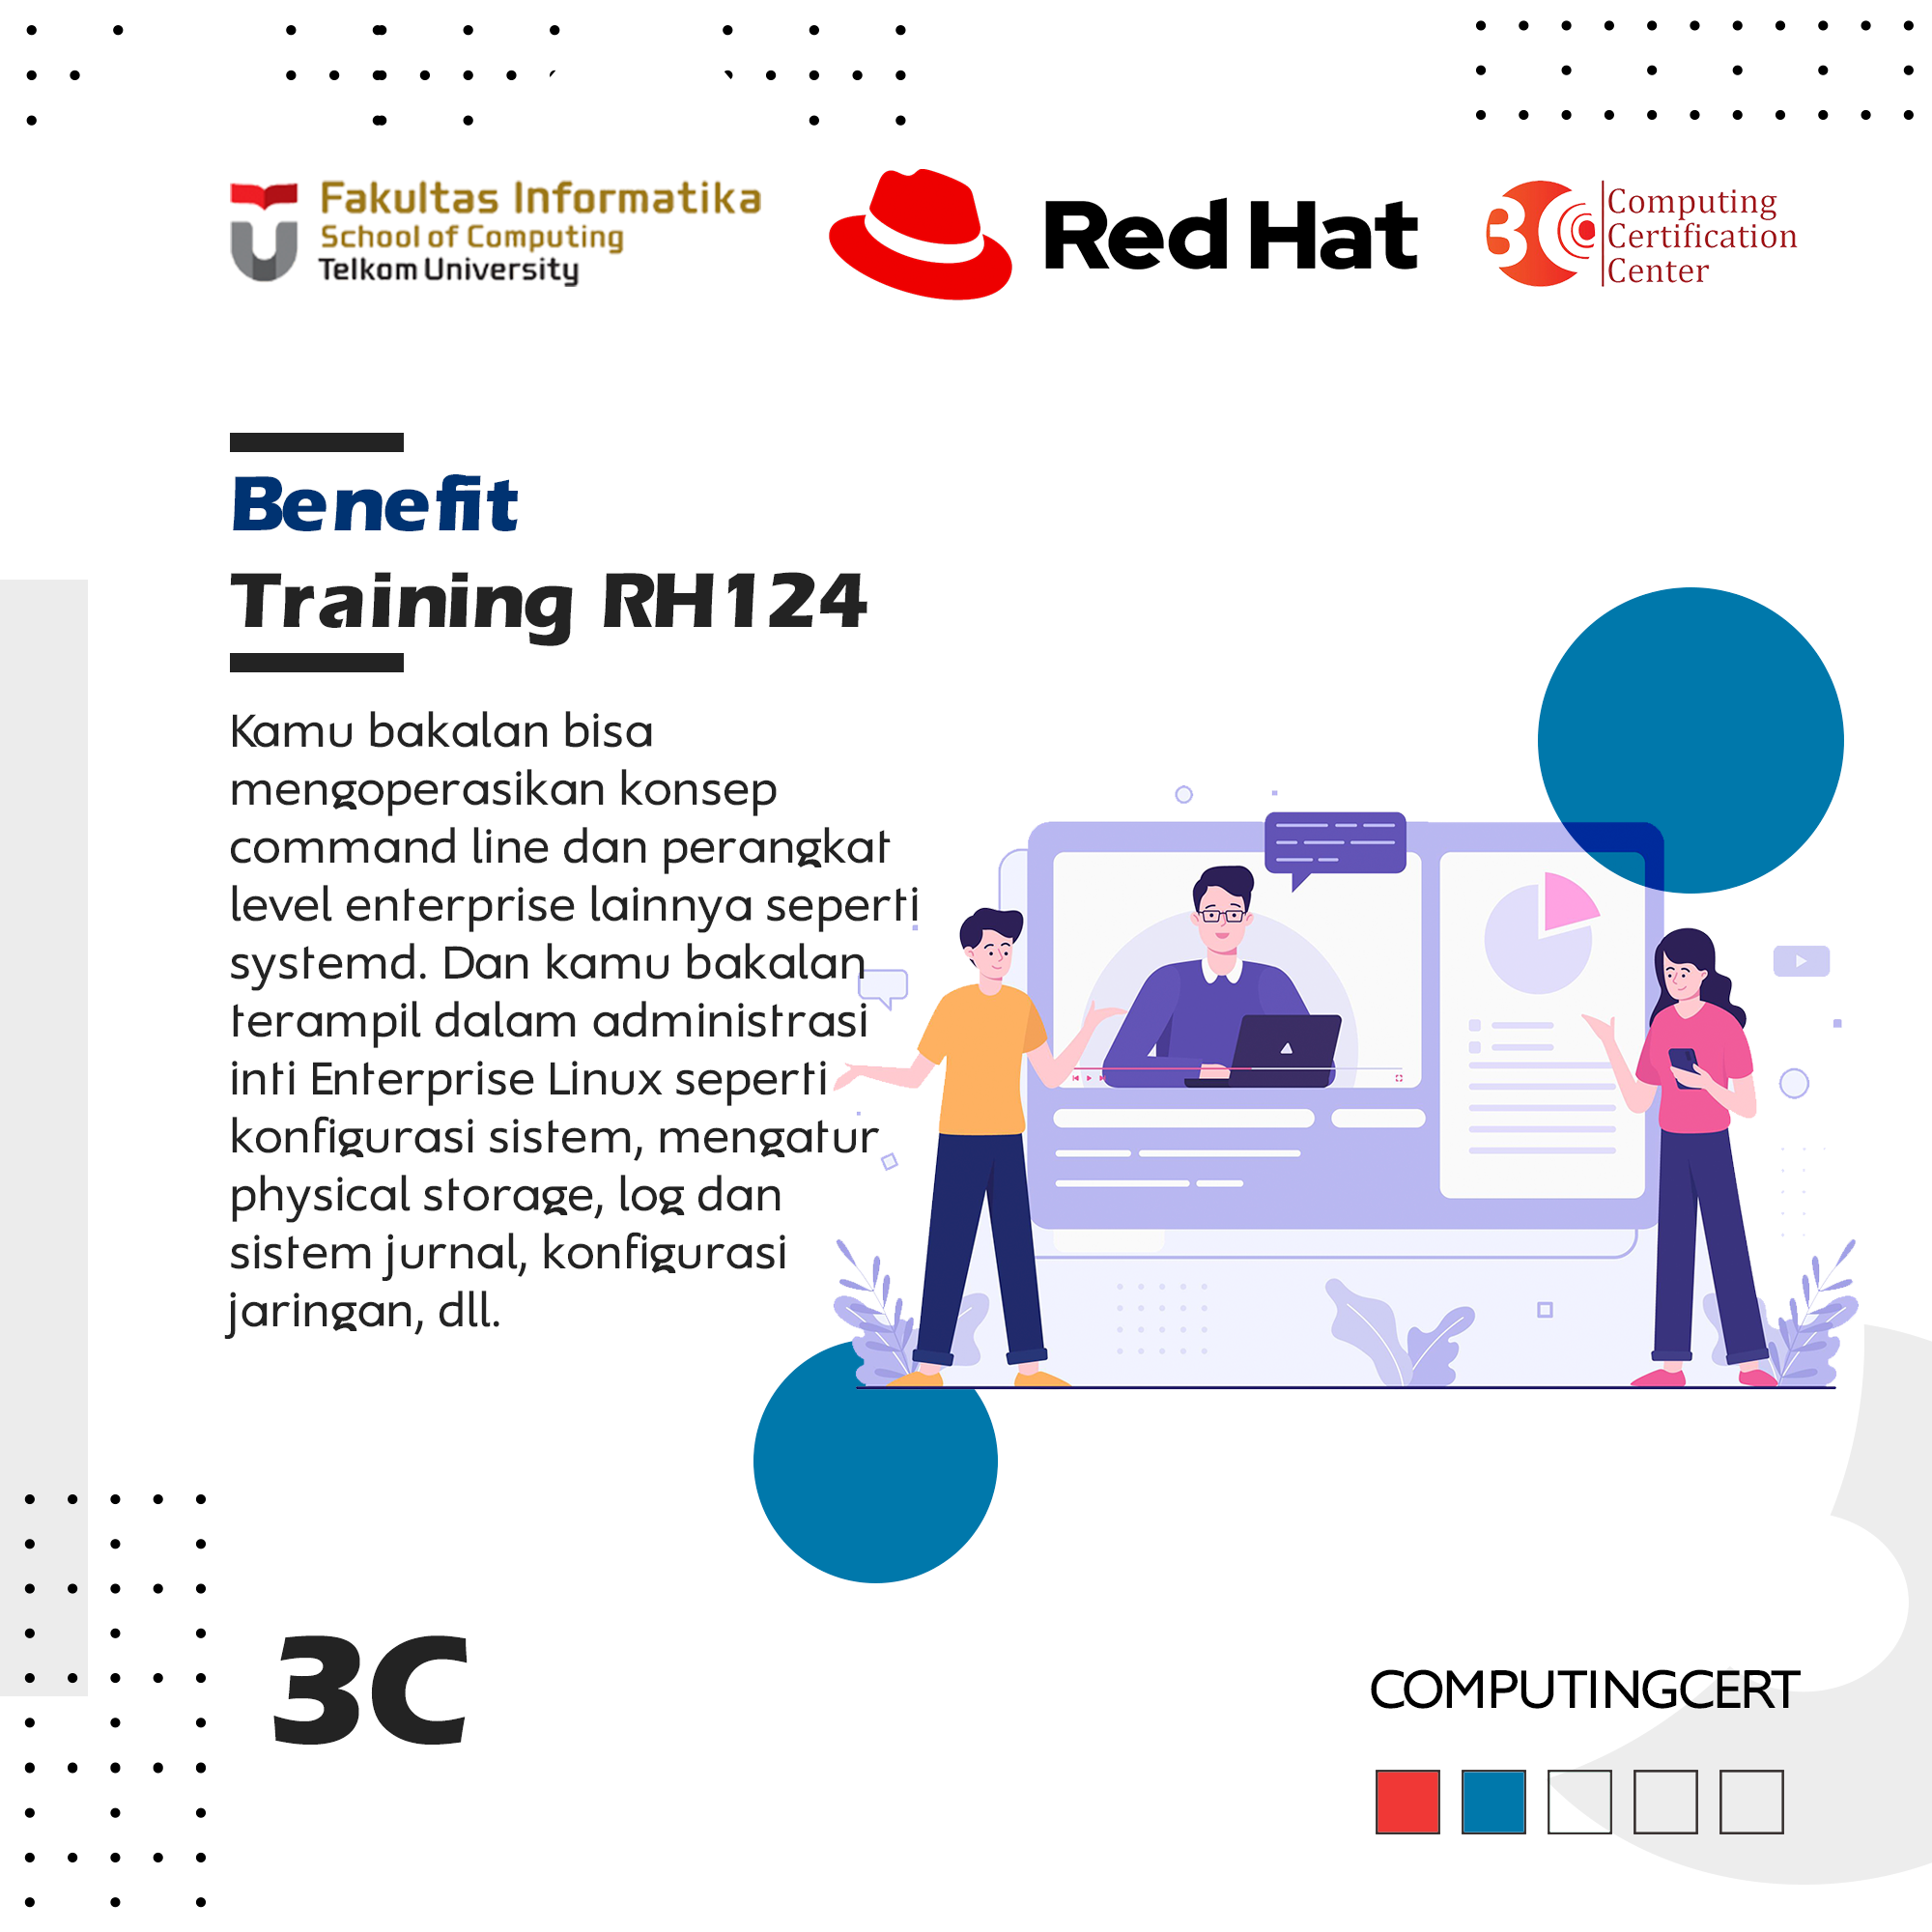 Fakultas Informatika
School of Computing
Telkom University
Red Hat
3C
Computing
Certification
Center
Benefit
Training RH124
Kamu bakalan bisa
mengoperasikan konsep
command line dan perangkat
level enterprise lainnya seperti
systemd. Dan kamu bakalan
terampil dalam administrasi
inti Enterprise Linux seperti
konfigurasi sistem, mengatur
physical storage, log dan
sistem jurnal, konfigurasi
jaringan, dll.
3C
COMPUTINGCERT